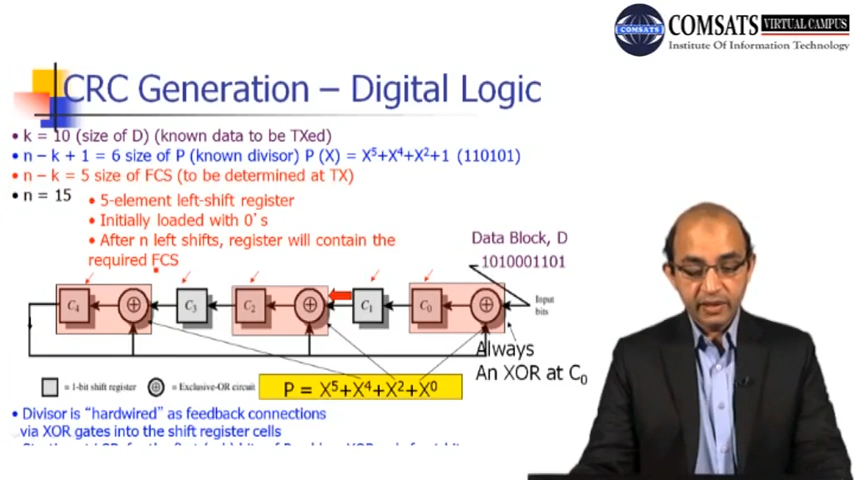 COMSATS
COMSATS VIRTUAL CAMPUS
Institute Of Information Technology
CRC Generation – Digital Logic
• k = 10 (size of D) (known data to be TXed)
• n – k + 1 = 6 size of P (known divisor) P (X) = X⁵+X⁴+X²+1 (110101)
• n – k = 5 size of FCS (to be determined at TX)
• n = 15
• 5-element left-shift register
• Initially loaded with 0's
• After n left shifts, register will contain the
required FCS
Data Block, D
1010001101
C₄ ⊕ C₃ C₂ ⊕ C₁ C₀ ⊕
Input
bits
Always
An XOR at C₀
= 1-bit shift register
⊕ = Exclusive-OR circuit
P = X⁵+X⁴+X²+X⁰
• Divisor is "hardwired" as feedback connections
via XOR gates into the shift register cells